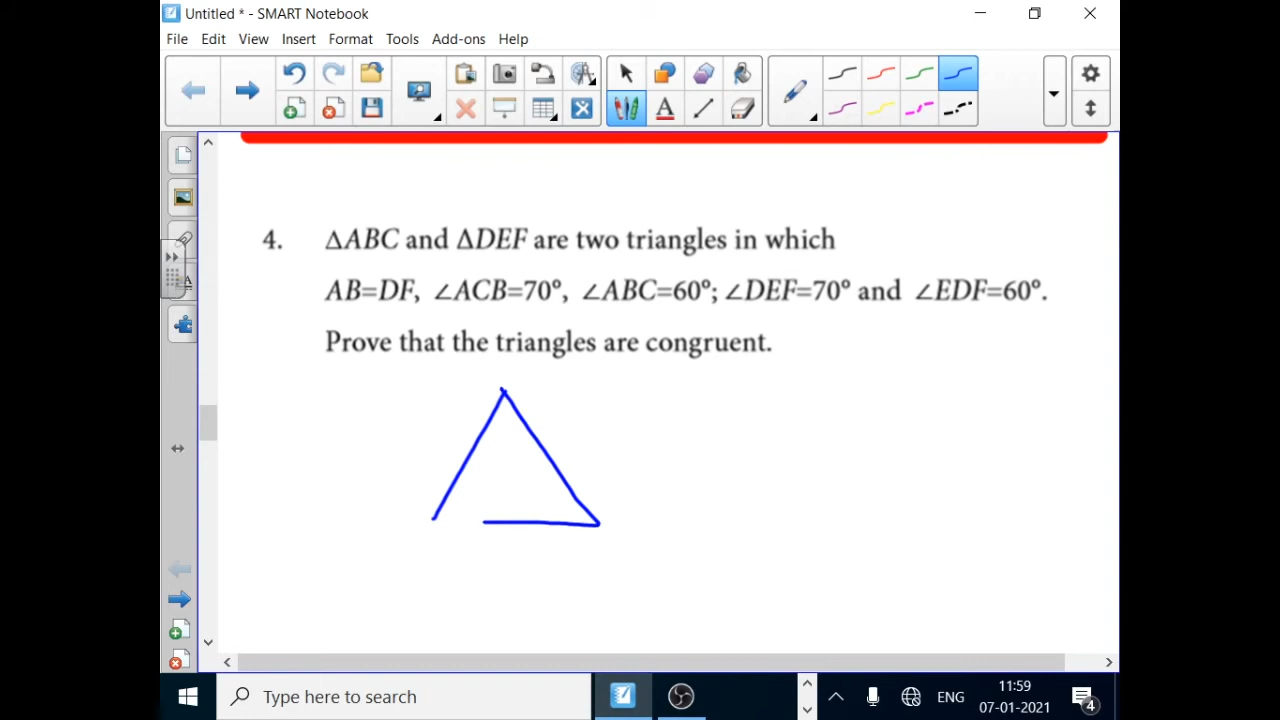 Untitled * - SMART Notebook
File Edit View Insert Format Tools Add-ons Help
4. ΔABC and ΔDEF are two triangles in which
AB=DF, ∠ACB=70°, ∠ABC=60°; ∠DEF=70° and ∠EDF=60°.
Prove that the triangles are congruent.
Type here to search
ENG
11:59
07-01-2021
4